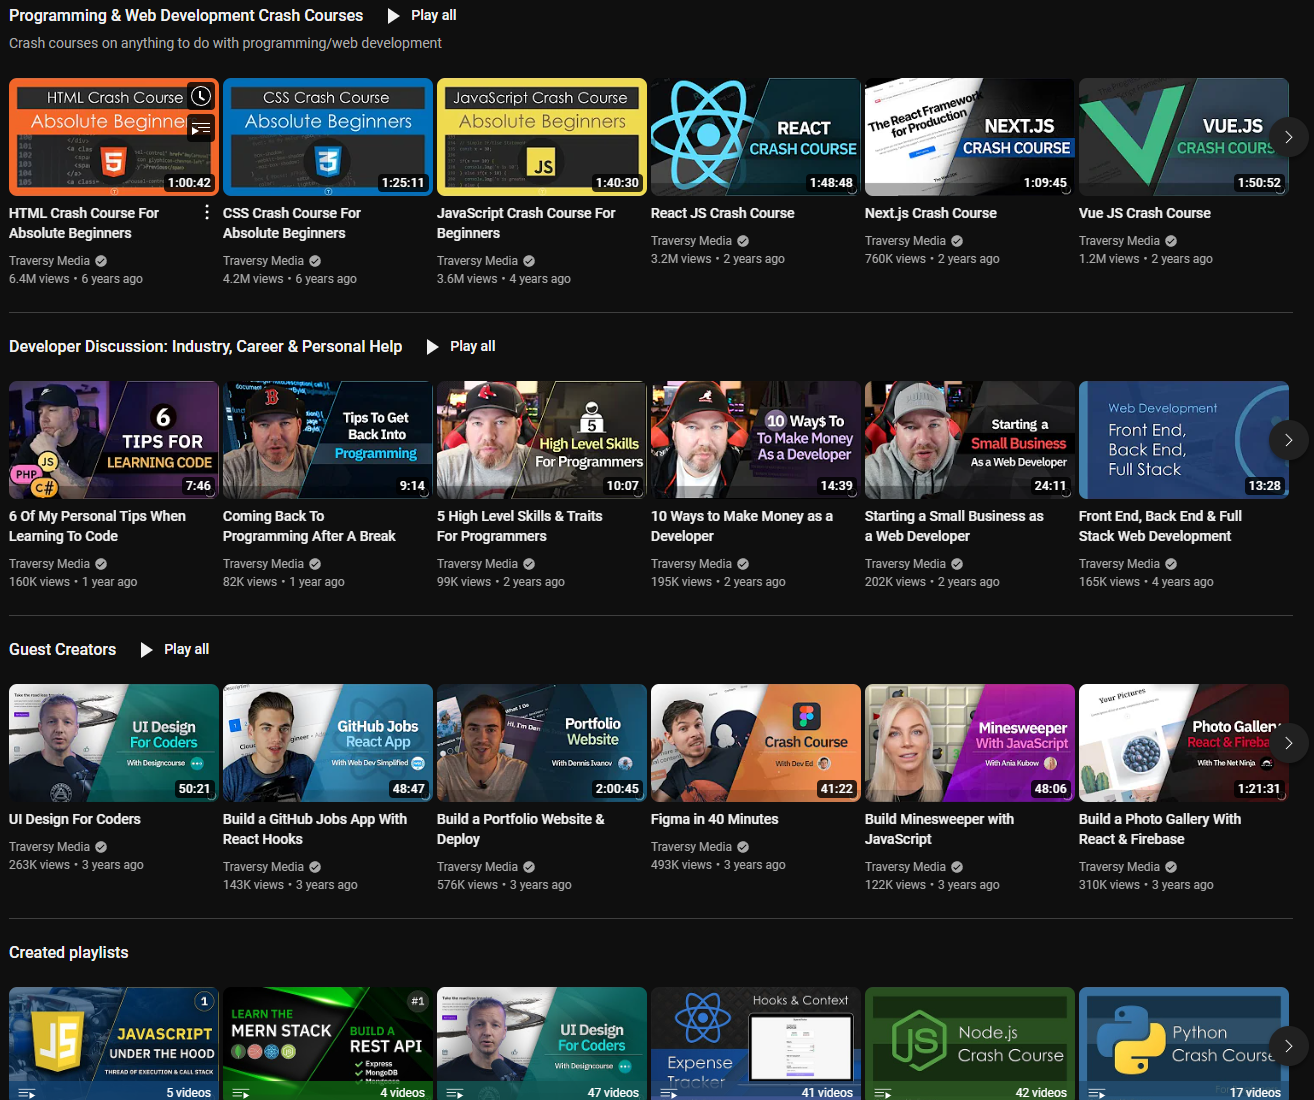 Programming & Web Development Crash Courses
Play all
Crash courses on anything to do with programming/web development
HTML Crash Course
Absolute Beginne
1:00:42
CSS Crash Course
Absolute Beginners
1:25:11
JavaScript Crash Course
Absolute Beginners
JS
1:40:30
REACT
CRASH COURSE
1:48:48
The React Framework
for Production
NEXT.JS
CRASH COURSE
1:09:45
VUE.JS
CRASH COURS
1:50:52
HTML Crash Course For
Absolute Beginners
Traversy Media
6.4M views • 6 years ago
CSS Crash Course For
Absolute Beginners
Traversy Media
4.2M views • 6 years ago
JavaScript Crash Course For
Beginners
Traversy Media
3.6M views • 4 years ago
React JS Crash Course
Traversy Media
3.2M views • 2 years ago
Next.js Crash Course
Traversy Media
760K views • 2 years ago
Vue JS Crash Course
Traversy Media
1.2M views • 2 years ago
Developer Discussion: Industry, Career & Personal Help
Play all
6
TIPS FOR
LEARNING CODE
JS
PHP
C#
7:46
Tips To Get
Back Into
Programming
9:14
5
High Level Skills
For Programmers
10:07
10 Way$ To
To Make Money
As a Developer
14:39
Starting a
Small Business
As a Web Developer
24:11
Web Development
Front End,
Back End,
Full Stack
13:28
6 Of My Personal Tips When
Learning To Code
Traversy Media
160K views • 1 year ago
Coming Back To
Programming After A Break
Traversy Media
82K views • 1 year ago
5 High Level Skills & Traits
For Programmers
Traversy Media
99K views • 2 years ago
10 Ways to Make Money as a
Developer
Traversy Media
195K views • 2 years ago
Starting a Small Business as
a Web Developer
Traversy Media
202K views • 2 years ago
Front End, Back End & Full
Stack Web Development
Traversy Media
165K views • 4 years ago
Guest Creators
Play all
UI Design
For Coders
With Designcourse
50:21
GitHub Jobs
React App
With Web Dev Simplified
48:47
Portfolio
Website
With Dennis Ivanov
2:00:45
Crash Course
With Dev Ed
41:22
Minesweeper
With JavaScript
With Ania Kubow
48:06
Your Pictures
Photo Gallery
React & Fireba
With The Net Ninja
1:21:31
UI Design For Coders
Traversy Media
263K views • 3 years ago
Build a GitHub Jobs App With
React Hooks
Traversy Media
143K views • 3 years ago
Build a Portfolio Website &
Deploy
Traversy Media
576K views • 3 years ago
Figma in 40 Minutes
Traversy Media
493K views • 3 years ago
Build Minesweeper with
JavaScript
Traversy Media
122K views • 3 years ago
Build a Photo Gallery With
React & Firebase
Traversy Media
310K views • 3 years ago
Created playlists
1
JS
JAVASCRIPT
UNDER THE HOOD
THREAD OF EXECUTION & CALL STACK
5 videos
#1
LEARN THE
MERN STACK
BUILD A
REST API
Express
MongoDB
4 videos
UI Design
For Coders
With Designcourse
47 videos
Hooks & Context
Expense
Tracker
41 videos
JS
Node.js
Crash Course
42 videos
Python
Crash Course
17 videos